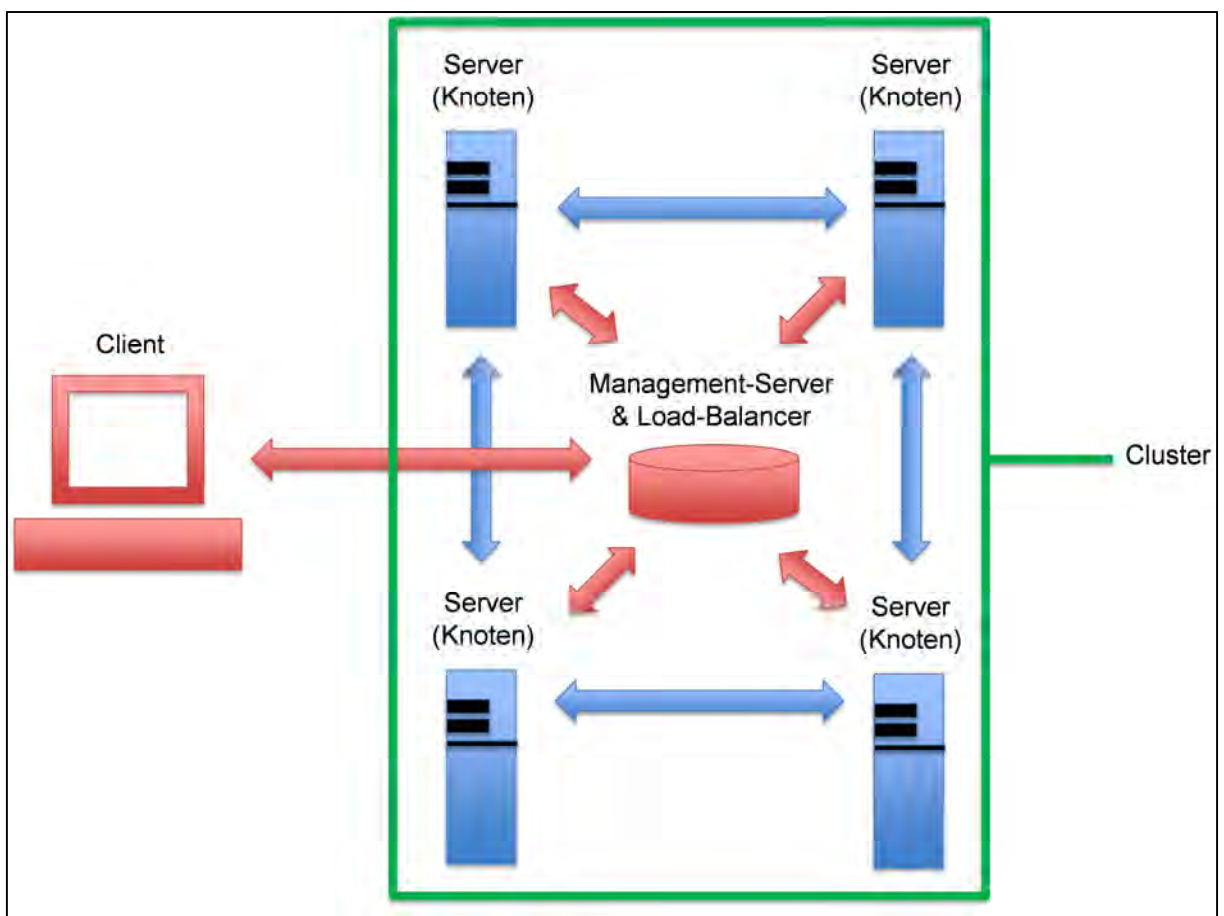 Server
(Knoten)
Server
(Knoten)
Client
Management-Server
& Load-Balancer
Cluster
Server
(Knoten)
Server
(Knoten)